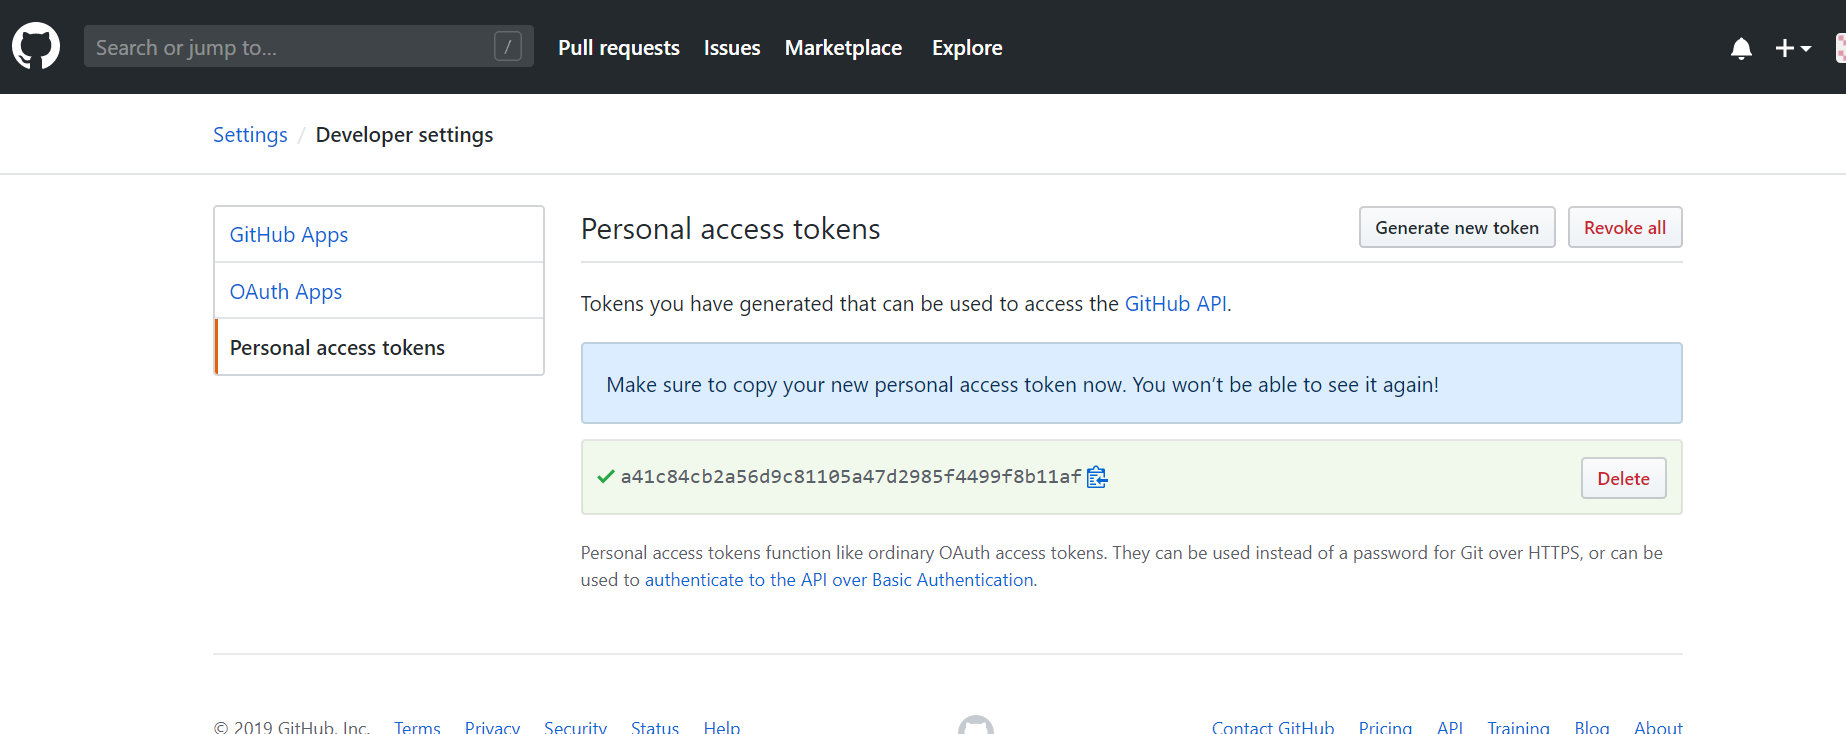 Search or jump to... /
Pull requests Issues Marketplace Explore
Settings / Developer settings
GitHub Apps
OAuth Apps
Personal access tokens
Personal access tokens
Generate new token
Revoke all
Tokens you have generated that can be used to access the GitHub API.
Make sure to copy your new personal access token now. You won’t be able to see it again!
a41c84cb2a56d9c81105a47d2985f4499f8b11af
Delete
Personal access tokens function like ordinary OAuth access tokens. They can be used instead of a password for Git over HTTPS, or can be
used to authenticate to the API over Basic Authentication.
© 2019 GitHub, Inc. Terms Privacy Security Status Help
Contact GitHub Pricing API Training Blog About